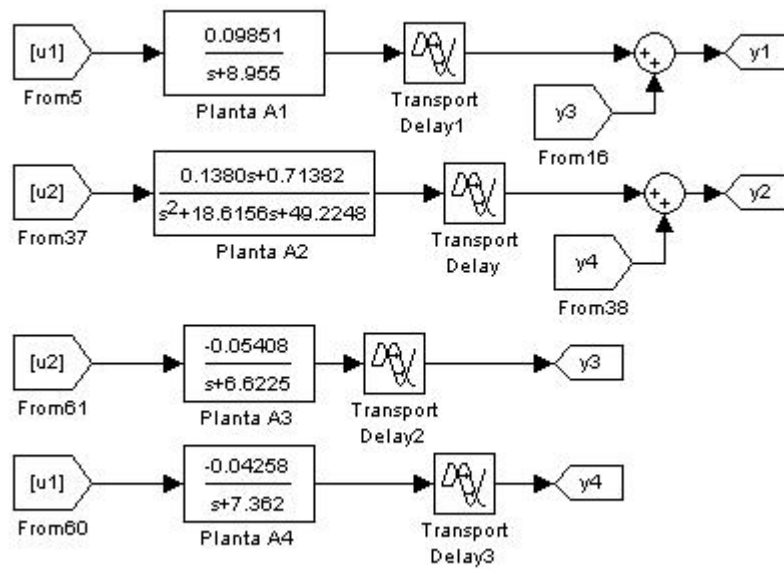 [u1]
From5
0.09851
s+8.955
Planta A1
Transport
Delay1
+
+
y3
From16
y1
[u2]
From37
0.1380s+0.71382
s²+18.6156s+49.2248
Planta A2
Transport
Delay
+
+
y4
From38
y2
[u2]
From61
-0.05408
s+6.6225
Planta A3
Transport
Delay2
y3
[u1]
From60
-0.04258
s+7.362
Planta A4
Transport
Delay3
y4